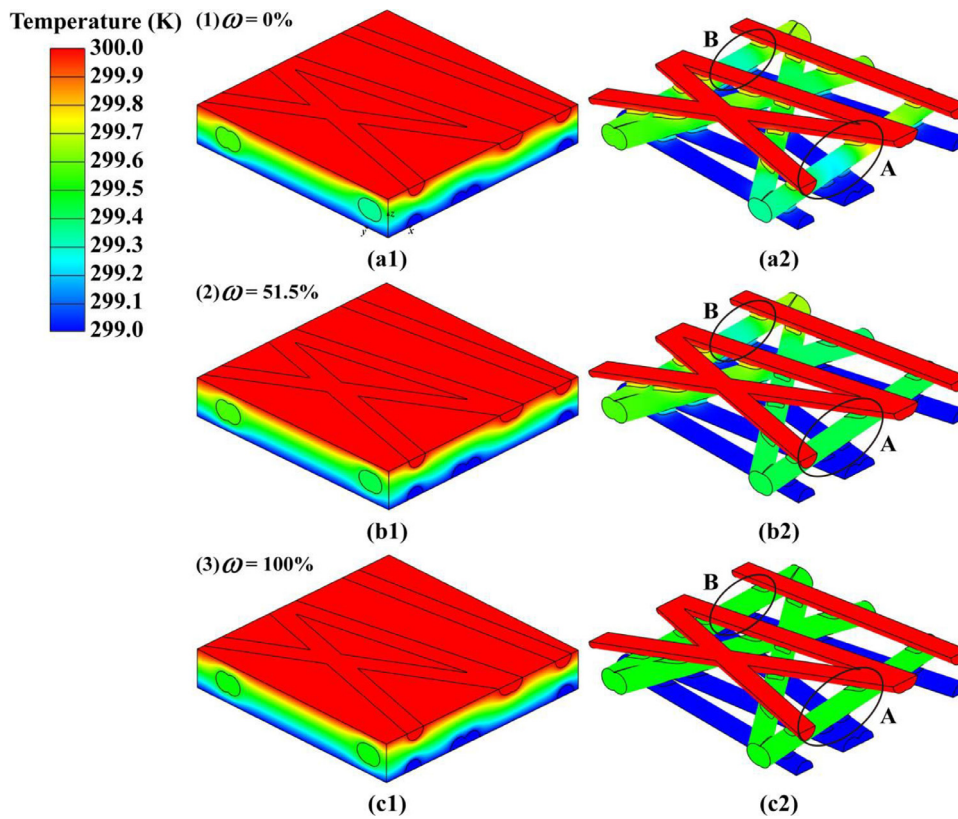 Temperature (K)
300.0
299.9
299.8
299.7
299.6
299.5
299.4
299.3
299.2
299.1
299.0
(1) ω = 0%
B
A
z
y
x
(a1)
(a2)
(2) ω = 51.5%
B
A
(b1)
(b2)
(3) ω = 100%
B
A
(c1)
(c2)